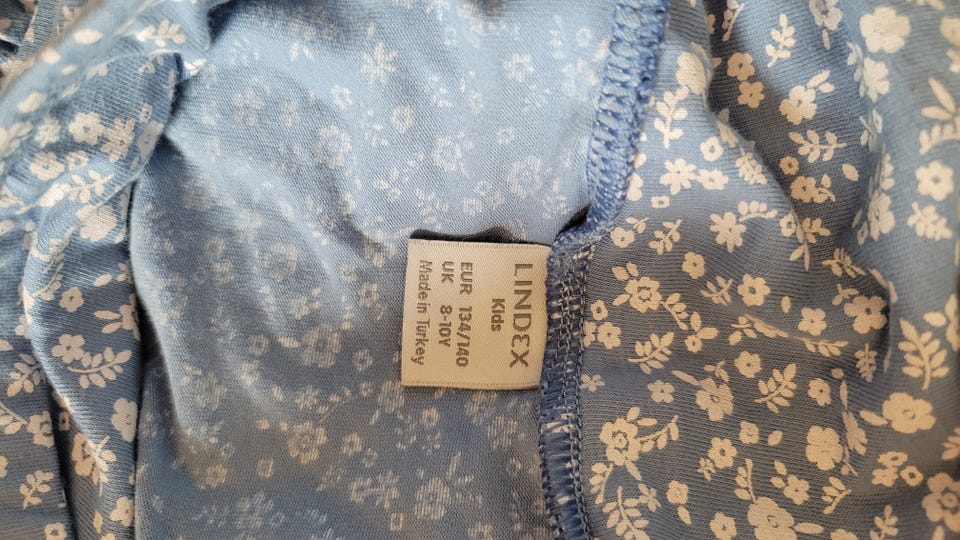 LINDEX
Kids
EUR 134/140
UK 8-10Y
Made in Turkey